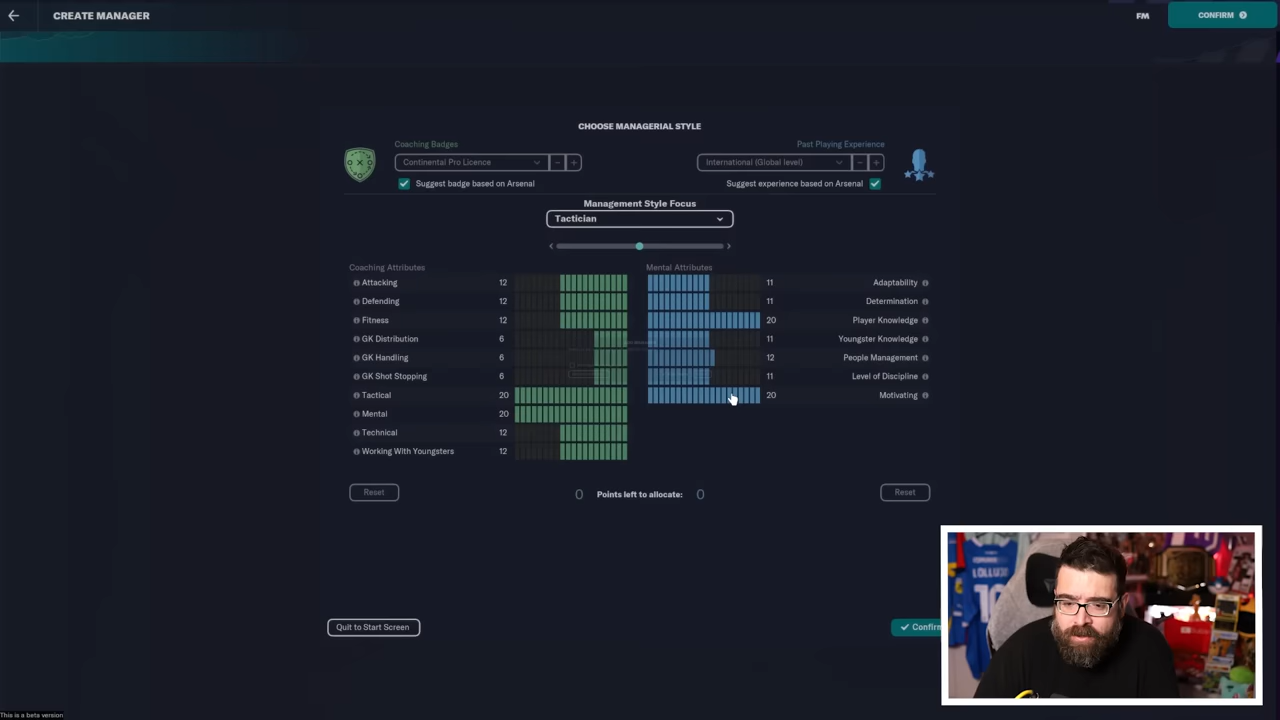 CREATE MANAGER
FM
CONFIRM
CHOOSE MANAGERIAL STYLE
Coaching Badges
Past Playing Experience
Continental Pro Licence
International (Global level)
Suggest badge based on Arsenal
Suggest experience based on Arsenal
Management Style Focus
Tactician
Coaching Attributes
Mental Attributes
Attacking 12 11 Adaptability
Defending 12 11 Determination
Fitness 12 20 Player Knowledge
GK Distribution 6 11 Youngster Knowledge
GK Handling 6 12 People Management
GK Shot Stopping 6 11 Level of Discipline
Tactical 20 20 Motivating
Mental 20
Technical 12
Working With Youngsters 12
Reset
0 Points left to allocate: 0
Reset
Quit to Start Screen
Confirm
This is a beta version